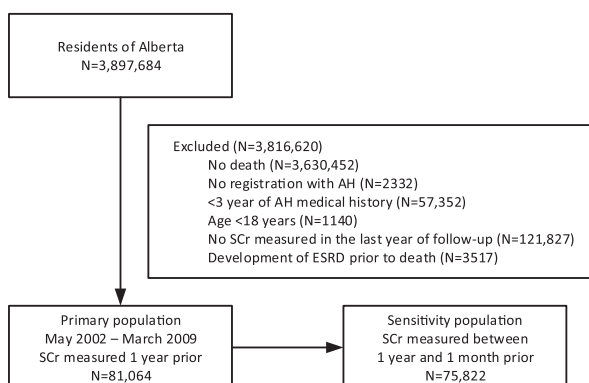 Residents of Alberta
N=3,897,684
Excluded (N=3,816,620)
No death (N=3,630,452)
No registration with AH (N=2332)
<3 year of AH medical history (N=57,352)
Age <18 years (N=1140)
No SCr measured in the last year of follow-up (N=121,827)
Development of ESRD prior to death (N=3517)
Primary population
May 2002 – March 2009
SCr measured 1 year prior
N=81,064
Sensitivity population
SCr measured between
1 year and 1 month prior
N=75,822